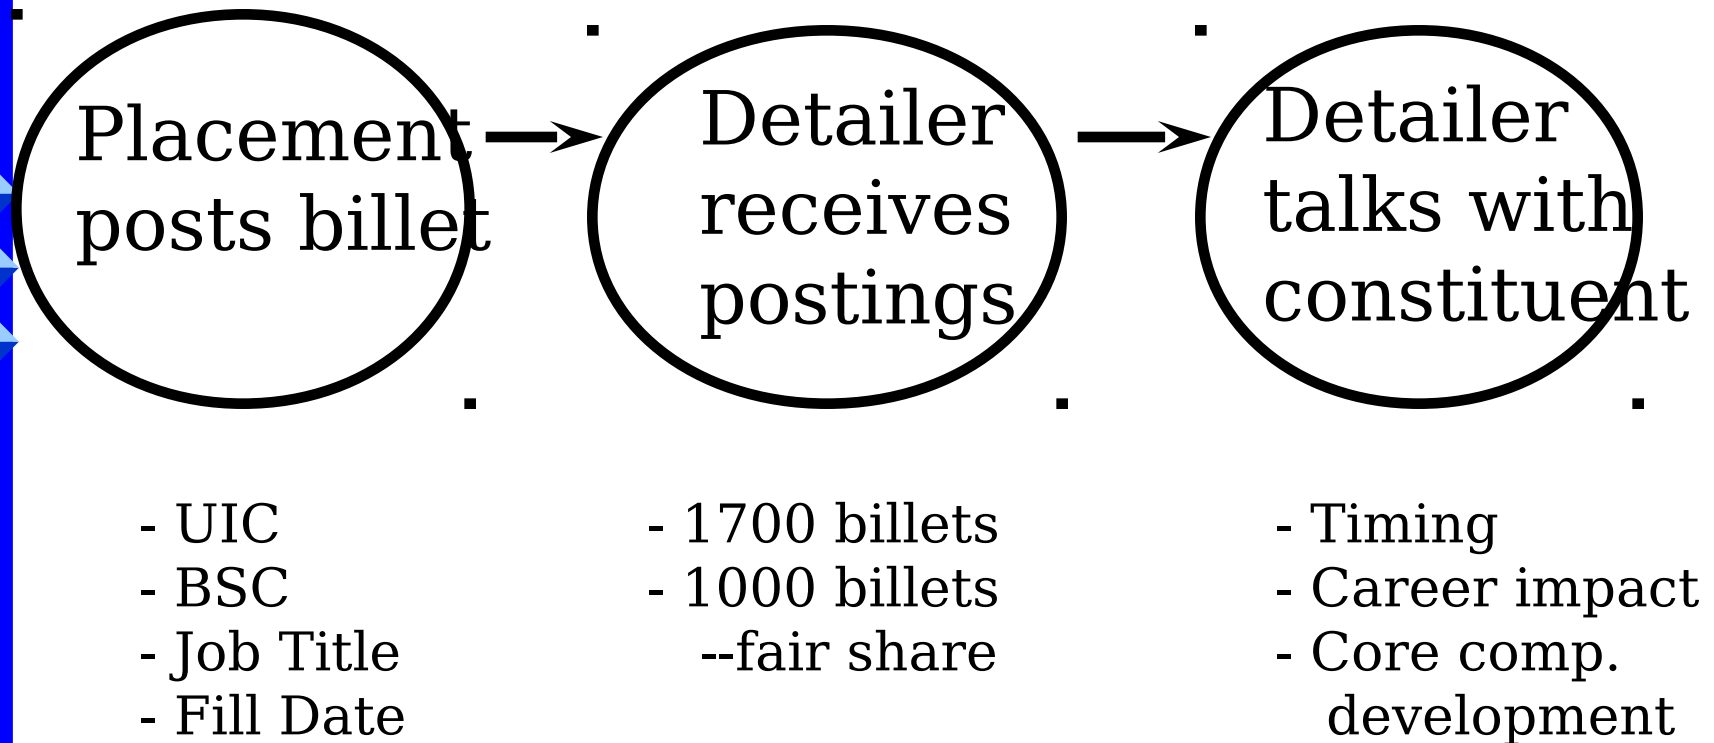 Placement
posts billet
Detailer
receives
postings
Detailer
talks with
constituent
- UIC
- BSC
- Job Title
- Fill Date
- 1700 billets
- 1000 billets
--fair share
- Timing
- Career impact
- Core comp.
development